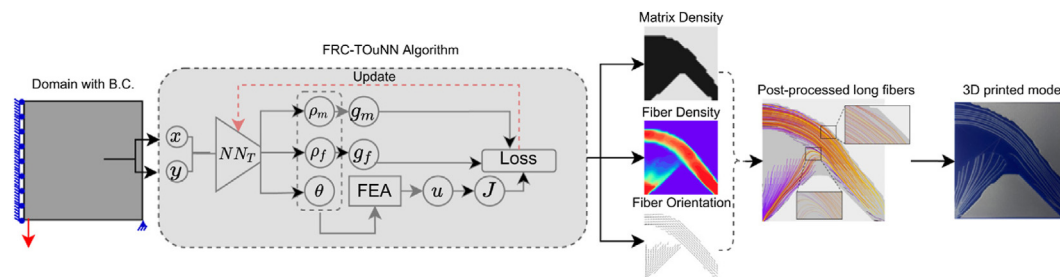 Domain with B.C.
FRC-TOuNN Algorithm
Update
x
y
NN_T
ρ_m
g_m
ρ_f
g_f
θ
FEA
u
J
Loss
Matrix Density
Fiber Density
Fiber Orientation
Post-processed long fibers
3D printed mode